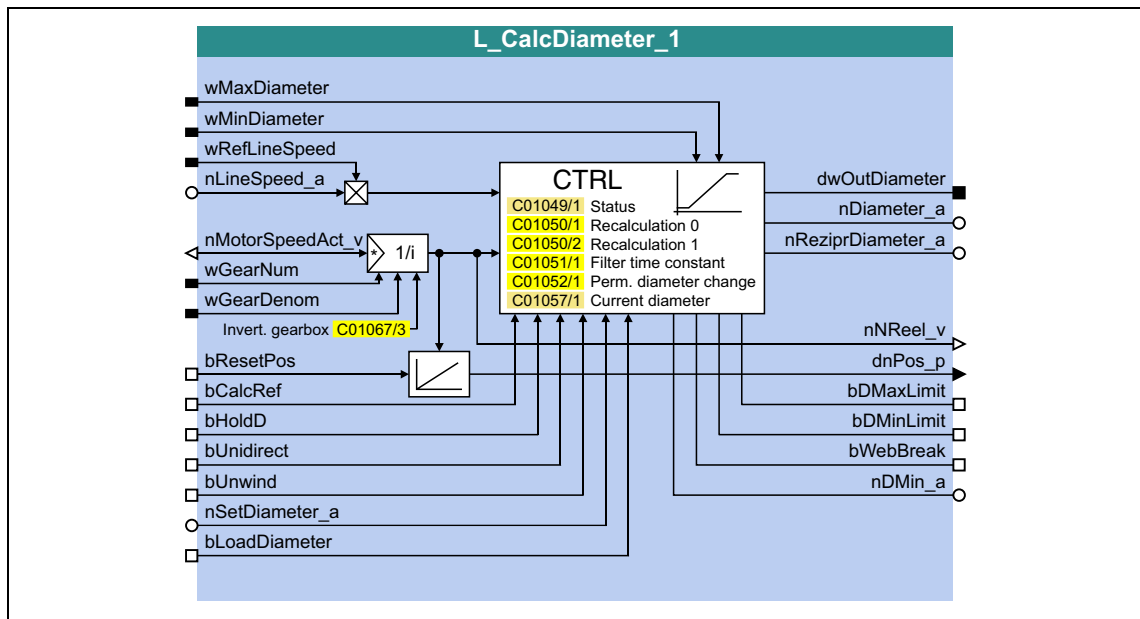 L_CalcDiameter_1
wMaxDiameter
wMinDiameter
wRefLineSpeed
nLineSpeed_a
nMotorSpeedAct_v
wGearNum
wGearDenom
Invert. gearbox C01067/3
bResetPos
bCalcRef
bHoldD
bUnidirect
bUnwind
nSetDiameter_a
bLoadDiameter
* 1/i
CTRL
C01049/1 Status
C01050/1 Recalculation 0
C01050/2 Recalculation 1
C01051/1 Filter time constant
C01052/1 Perm. diameter change
C01057/1 Current diameter
dwOutDiameter
nDiameter_a
nReziprDiameter_a
nNReel_v
dnPos_p
bDMaxLimit
bDMinLimit
bWebBreak
nDMin_a